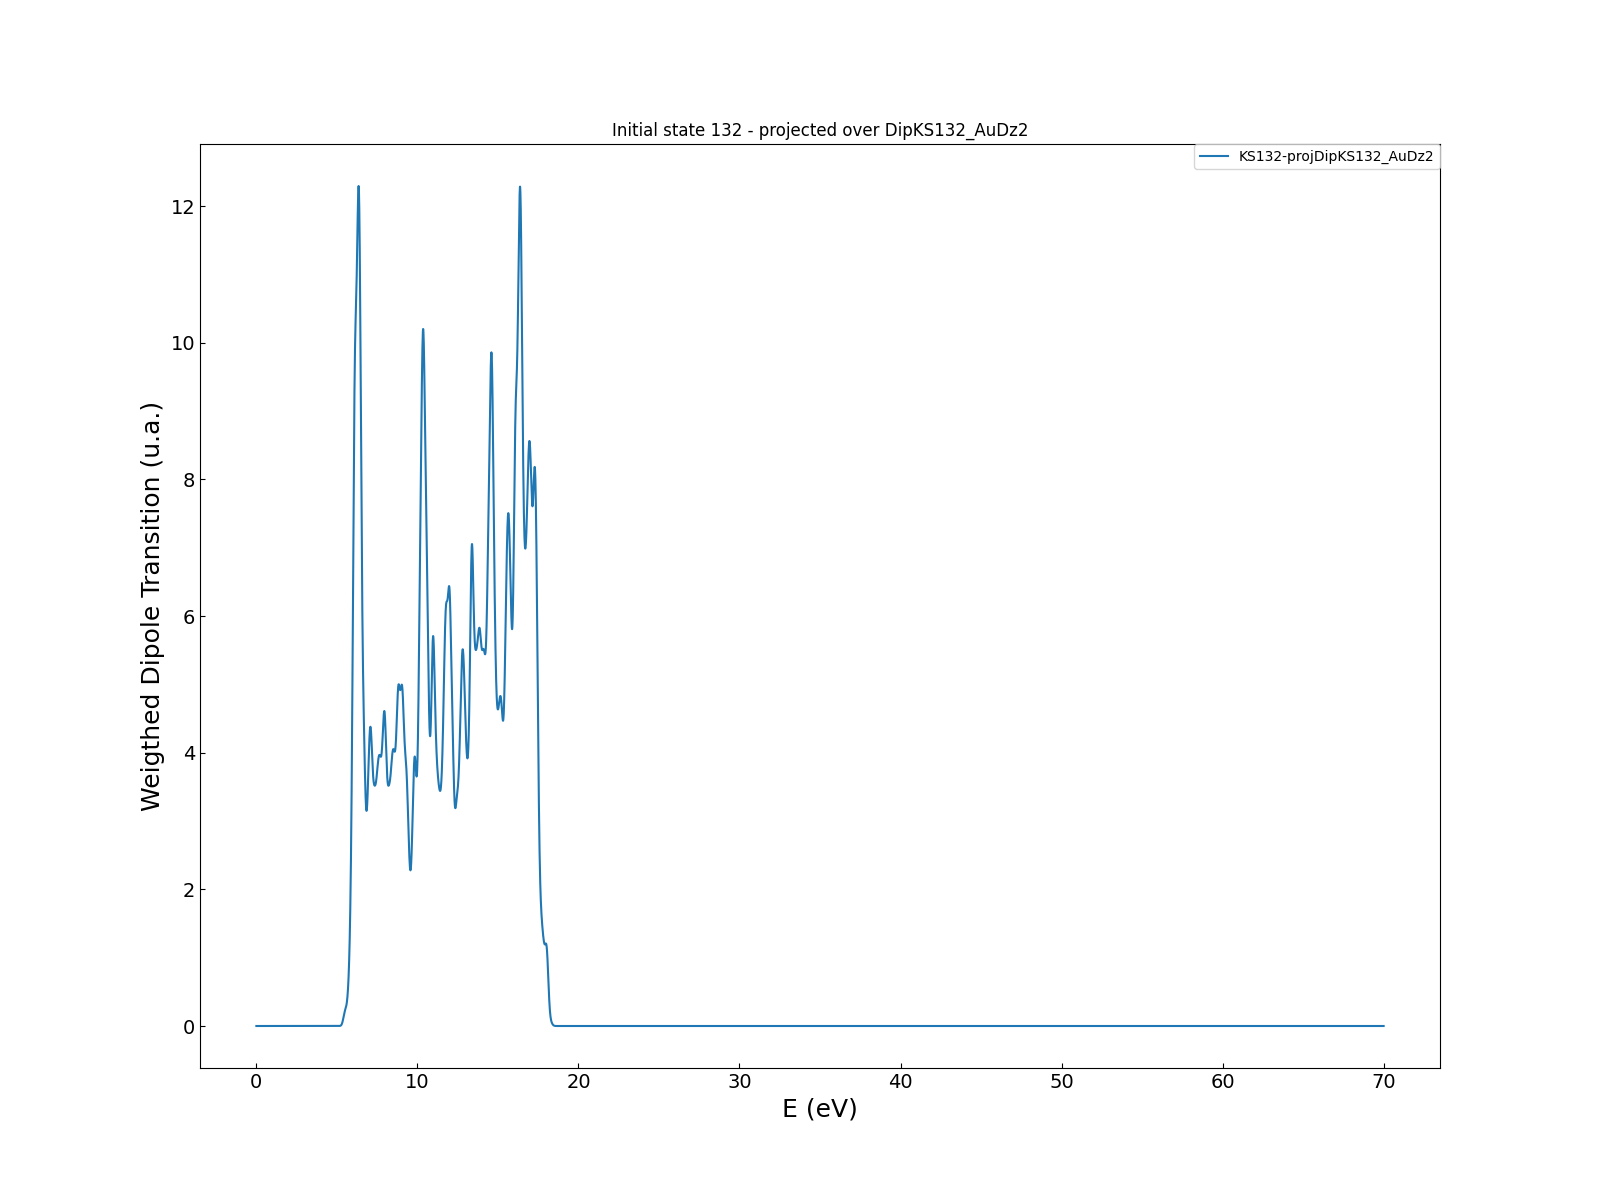 Initial state 132 - projected over DipKS132_AuDz2
KS132-projDipKS132_AuDz2
12
10
8
6
4
2
0
Weigthed Dipole Transition (u.a.)
0 10 20 30 40 50 60 70
E (eV)